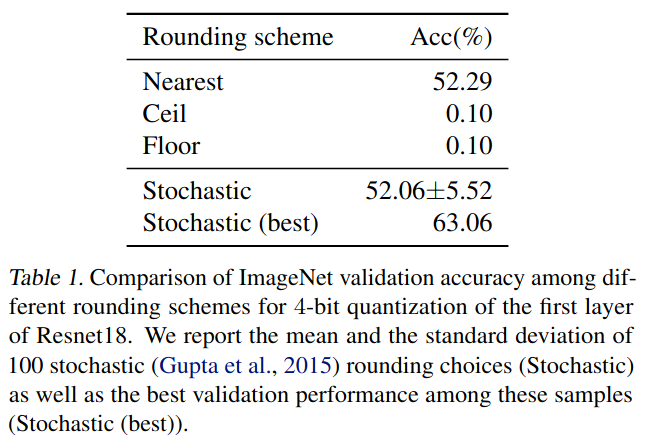 Rounding scheme Acc(%)
Nearest 52.29
Ceil 0.10
Floor 0.10
Stochastic 52.06±5.52
Stochastic (best) 63.06
Table 1. Comparison of ImageNet validation accuracy among dif-
ferent rounding schemes for 4-bit quantization of the first layer
of Resnet18. We report the mean and the standard deviation of
100 stochastic (Gupta et al., 2015) rounding choices (Stochastic)
as well as the best validation performance among these samples
(Stochastic (best)).